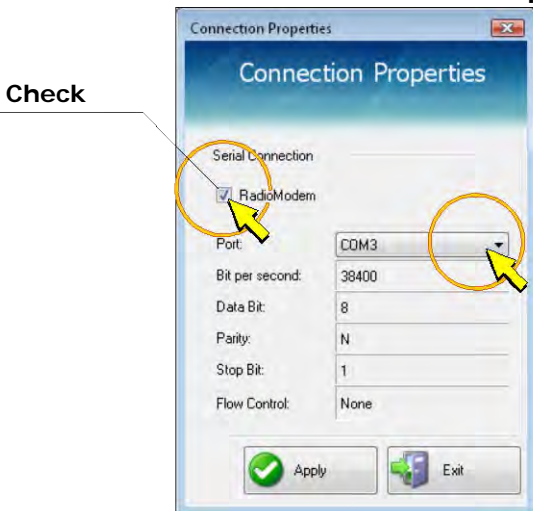 Connection Properties
Connection Properties
Check
Serial Connection
RadioModem
Port: COM3
Bit per second: 38400
Data Bit: 8
Parity: N
Stop Bit: 1
Flow Control: None
Apply Exit